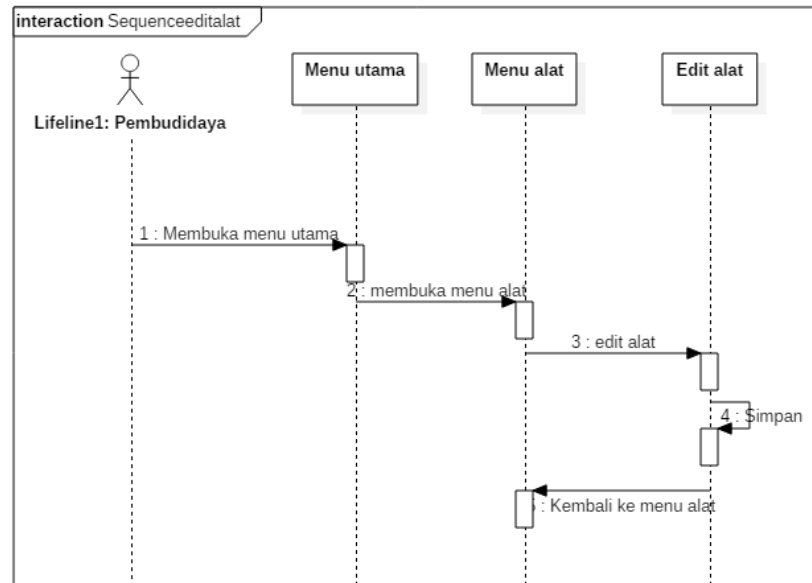 interaction Sequenceeditalat
Menu utama
Menu alat
Edit alat
Lifeline1: Pembudidaya
1 : Membuka menu utama
2 : membuka menu alat
3 : edit alat
4 : Simpan
5 : Kembali ke menu alat